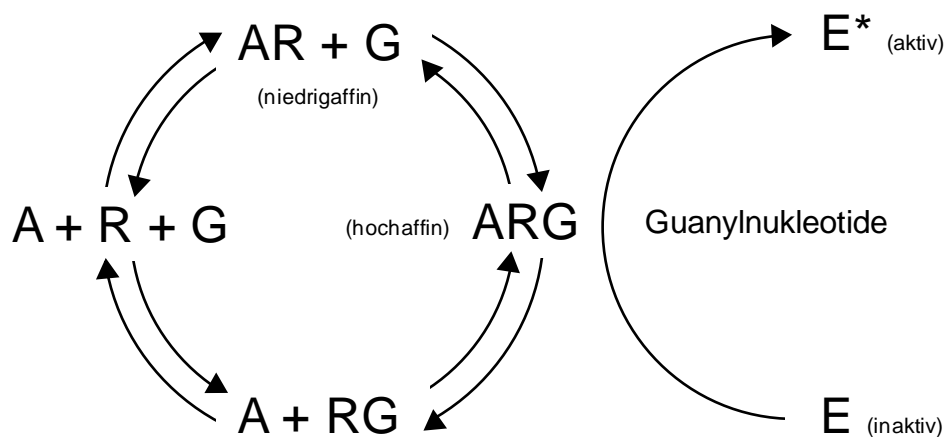 AR + G
(niedrigaffin)
E* (aktiv)
A + R + G
(hochaffin) ARG
Guanylnukleotide
A + RG
E (inaktiv)